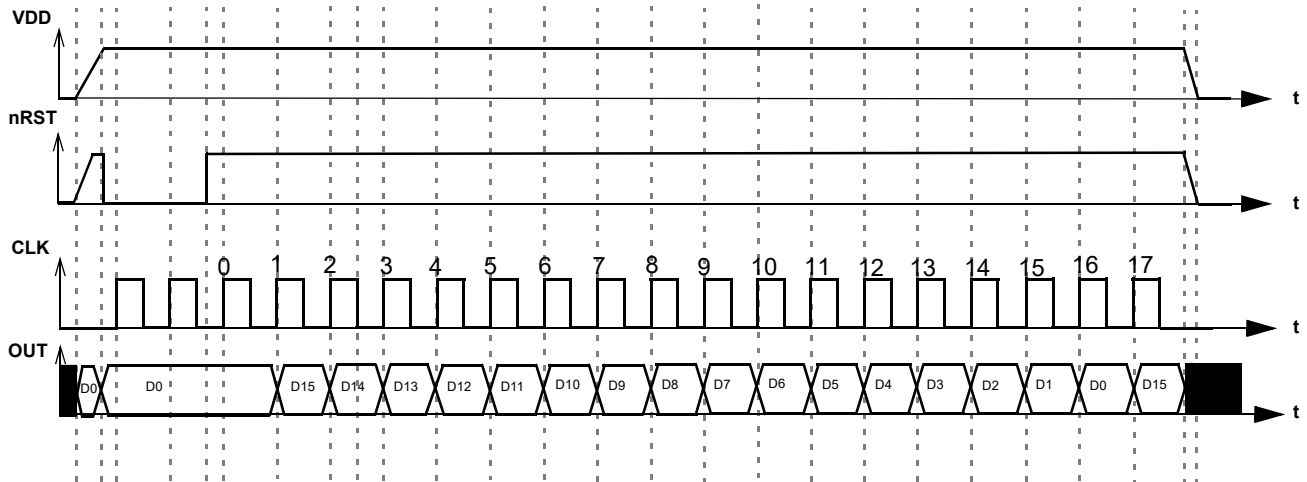 VDD
t
nRST
t
CLK
0 1 2 3 4 5 6 7 8 9 10 11 12 13 14 15 16 17
t
OUT
D0 D0 D15 D14 D13 D12 D11 D10 D9 D8 D7 D6 D5 D4 D3 D2 D1 D0 D15
t